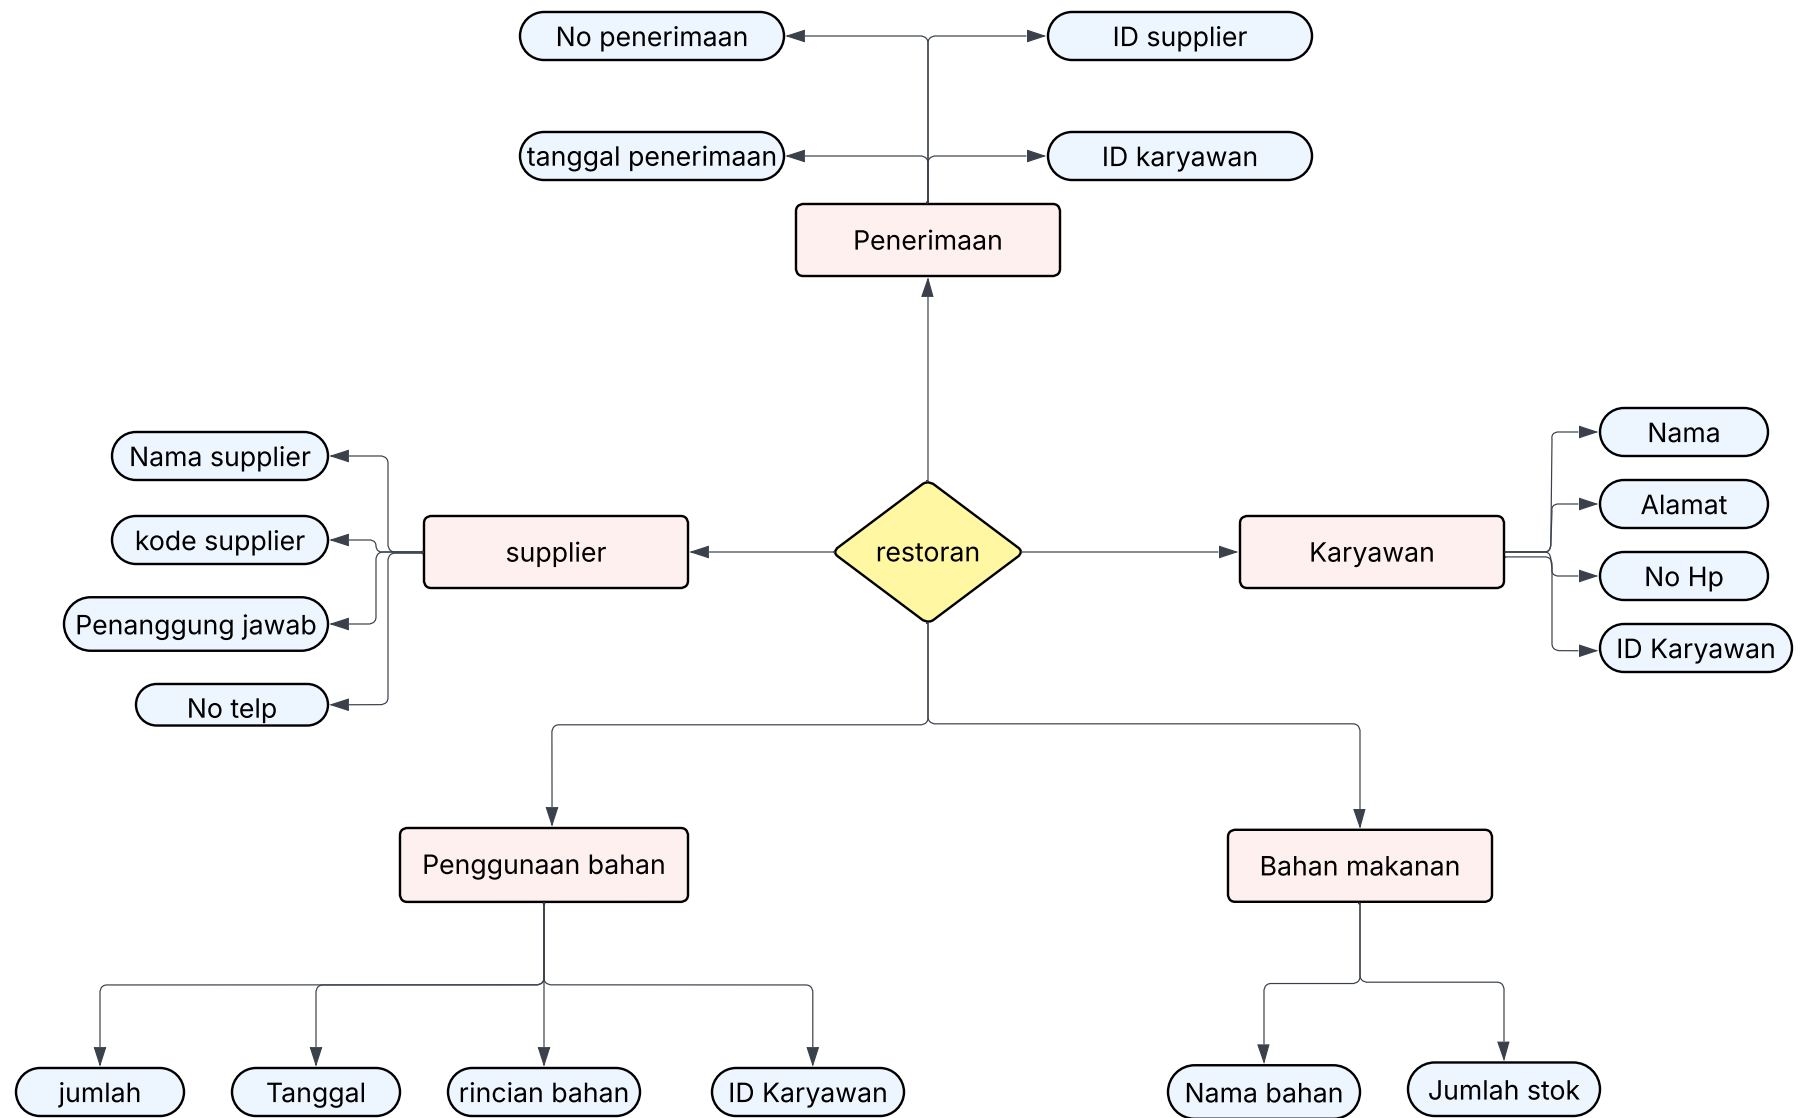 No penerimaan
ID supplier
tanggal penerimaan
ID karyawan
Penerimaan
Nama supplier
kode supplier
Penanggung jawab
No telp
supplier
restoran
Karyawan
Nama
Alamat
No Hp
ID Karyawan
Penggunaan bahan
Bahan makanan
jumlah
Tanggal
rincian bahan
ID Karyawan
Nama bahan
Jumlah stok